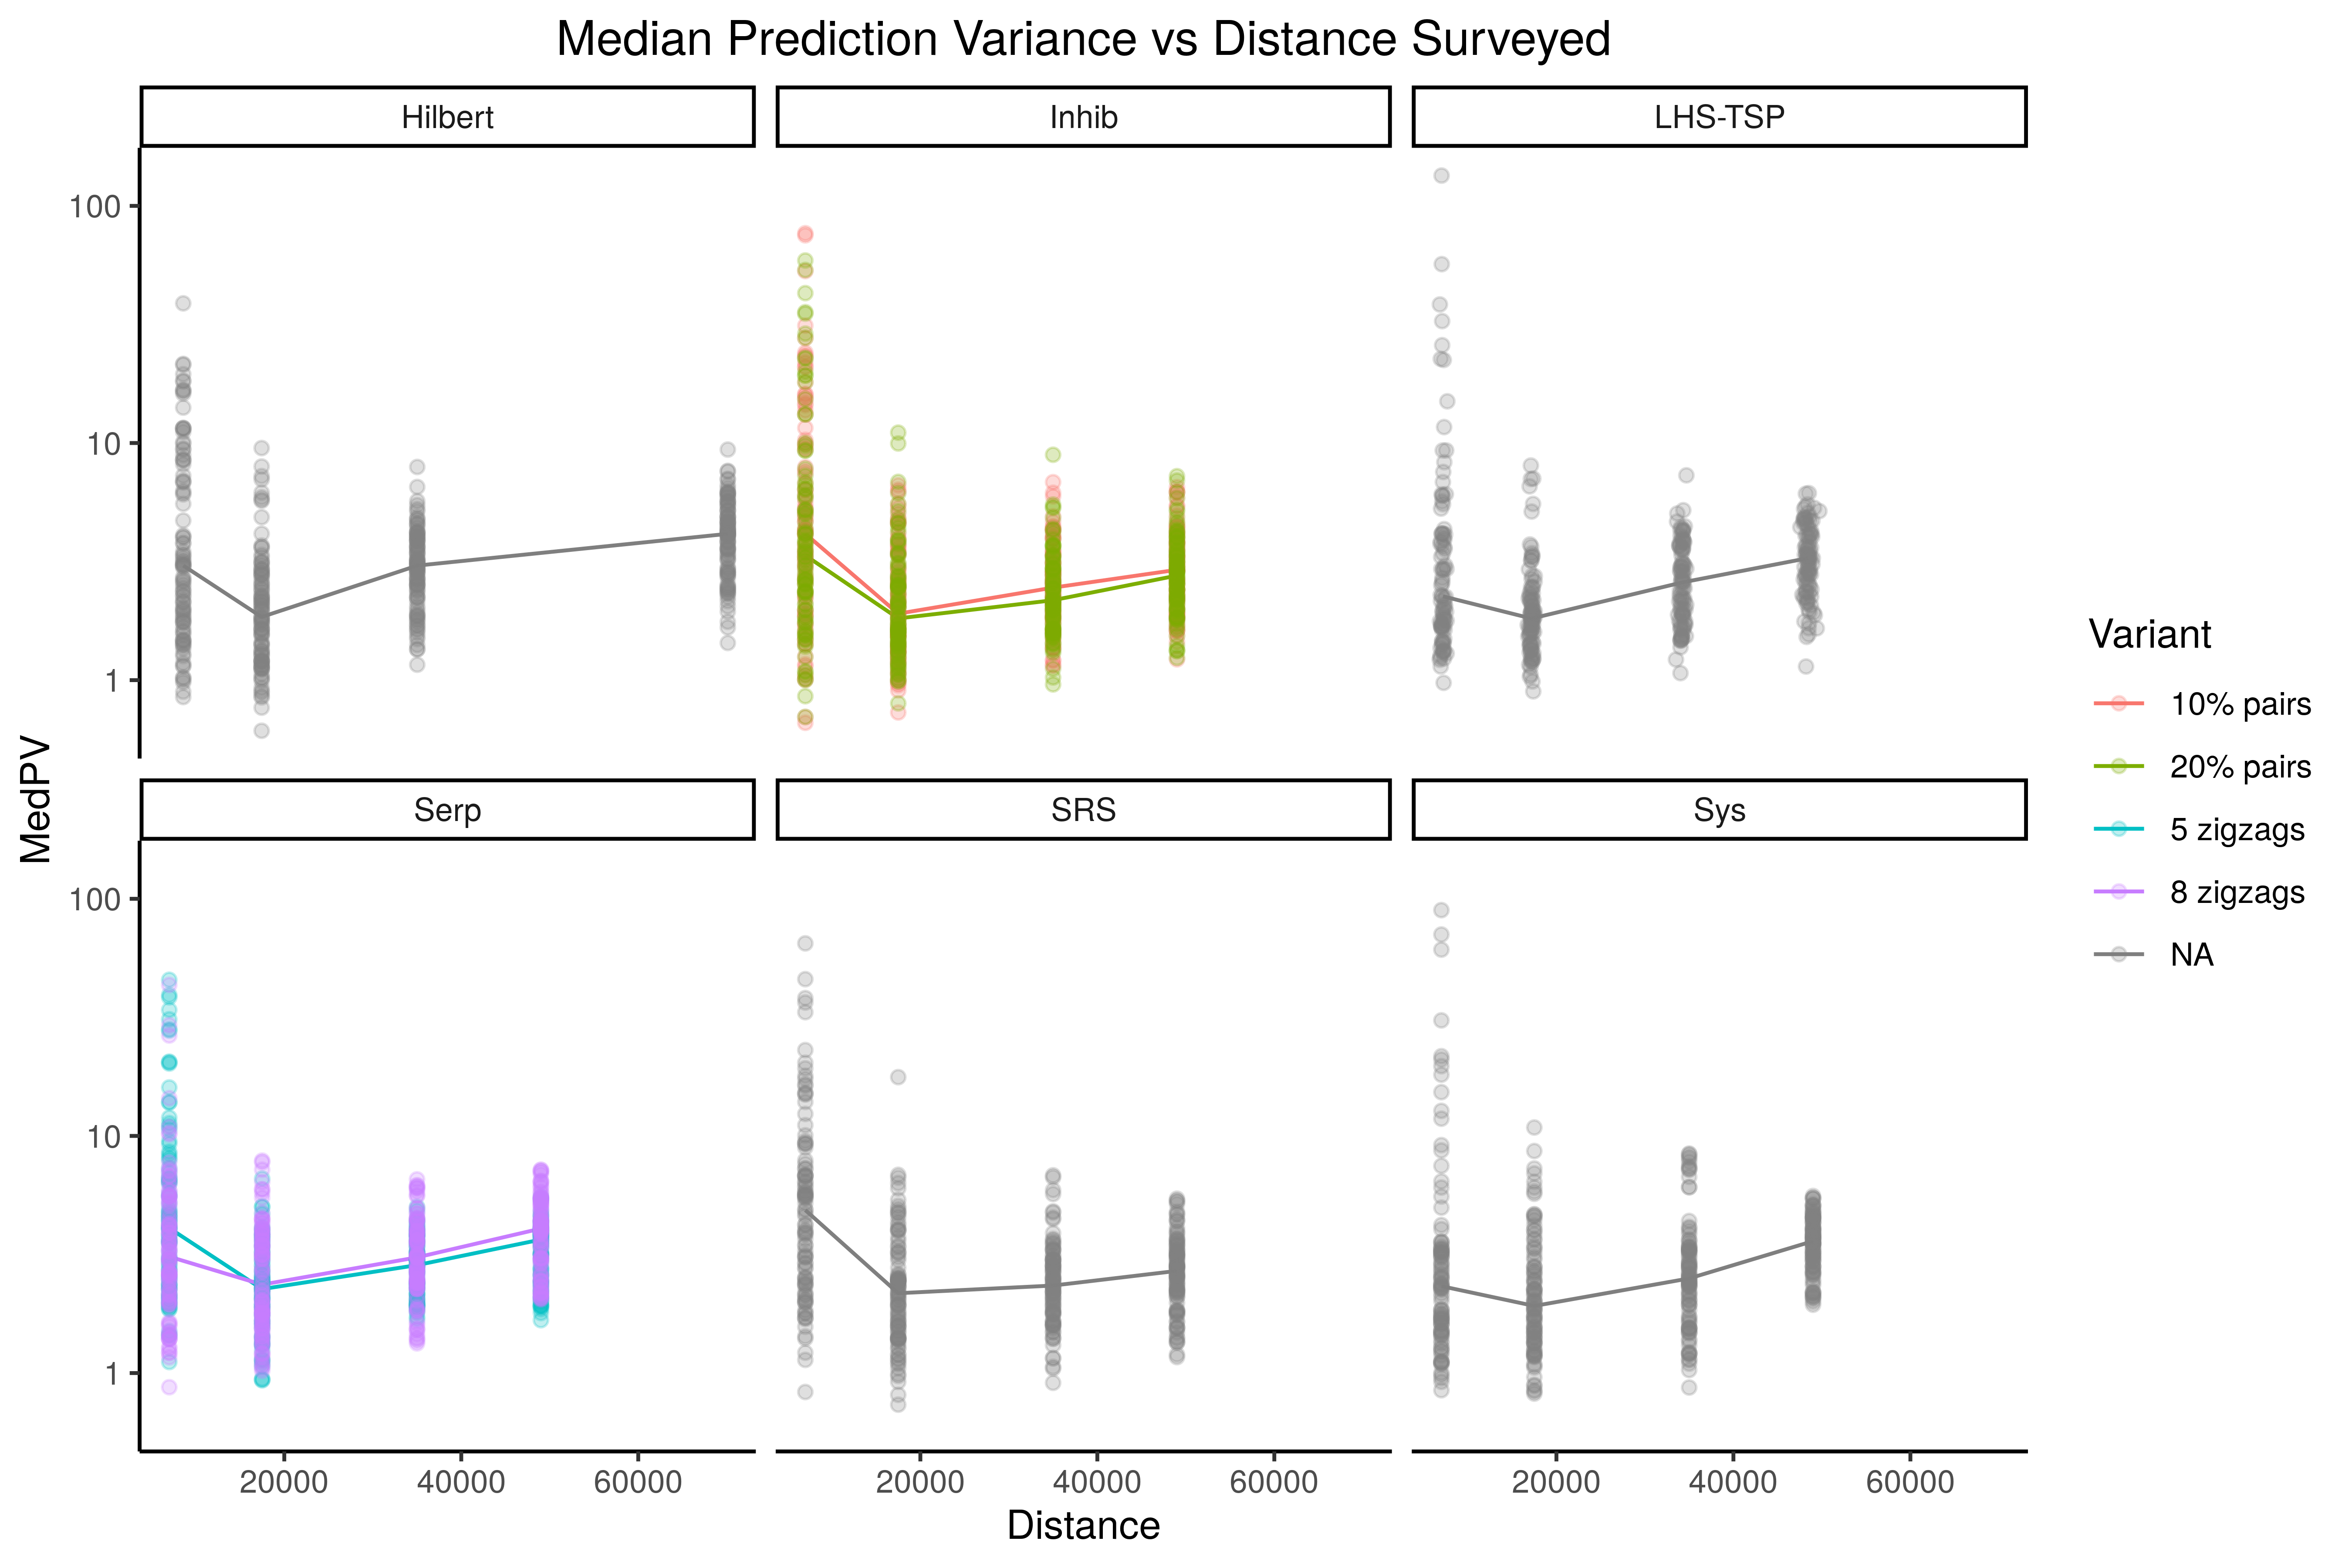 Median Prediction Variance vs Distance Surveyed
Hilbert
Inhib
LHS-TSP
100
10
1
Serp
SRS
Sys
100
10
1
MedPV
20000
40000
60000
20000
40000
60000
20000
40000
60000
Distance
Variant
10% pairs
20% pairs
5 zigzags
8 zigzags
NA